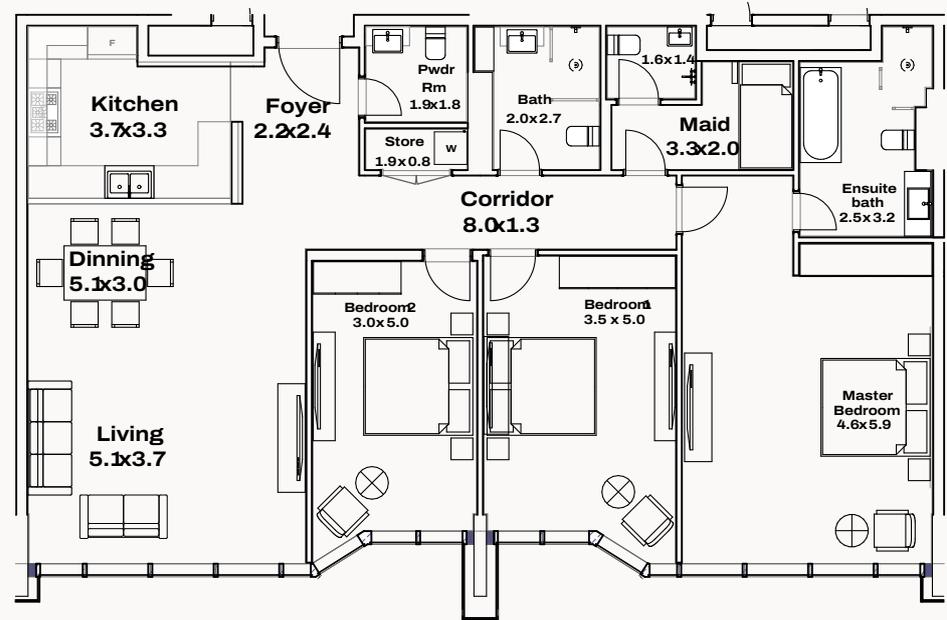 F
Kitchen
3.7x3.3
Foyer
2.2x2.4
Pwdr
Rm
1.9x1.8
Store
1.9x0.8
W
Bath
2.0x2.7
1.6x1.4
Maid
3.3x2.0
Ensuite
bath
2.5x3.2
Corridor
8.0x1.3
Dinning
5.1x3.0
Bedroom2
3.0x5.0
Bedroom1
3.5 x 5.0
Master
Bedroom
4.6x5.9
Living
5.1x3.7